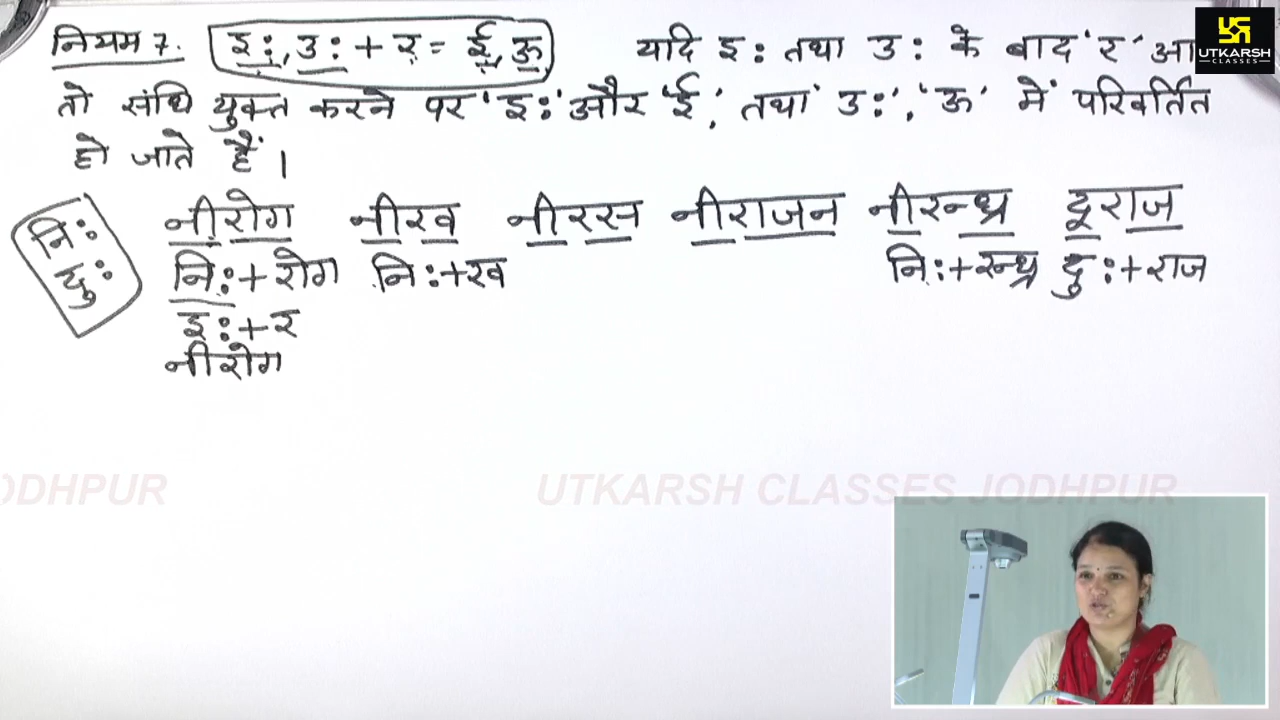 नियम 7. इः, उः + र = ई, ऊ यदि इः तथा उः के बाद 'र' आ
तो संधि युक्त करने पर 'इः' और 'ई', तथा 'उः', 'ऊ' में परिवर्तित
हो जाते हैं।
निः
दुः
नीरोग नीरव नीरस नीराजन नीरन्ध्र दूराज
निः+रोग निः+रव निः+रन्ध्र दुः+राज
इः+र
नीरोग
UTKARSH
CLASSES
ODHPUR UTKARSH CLASSES JODHPUR